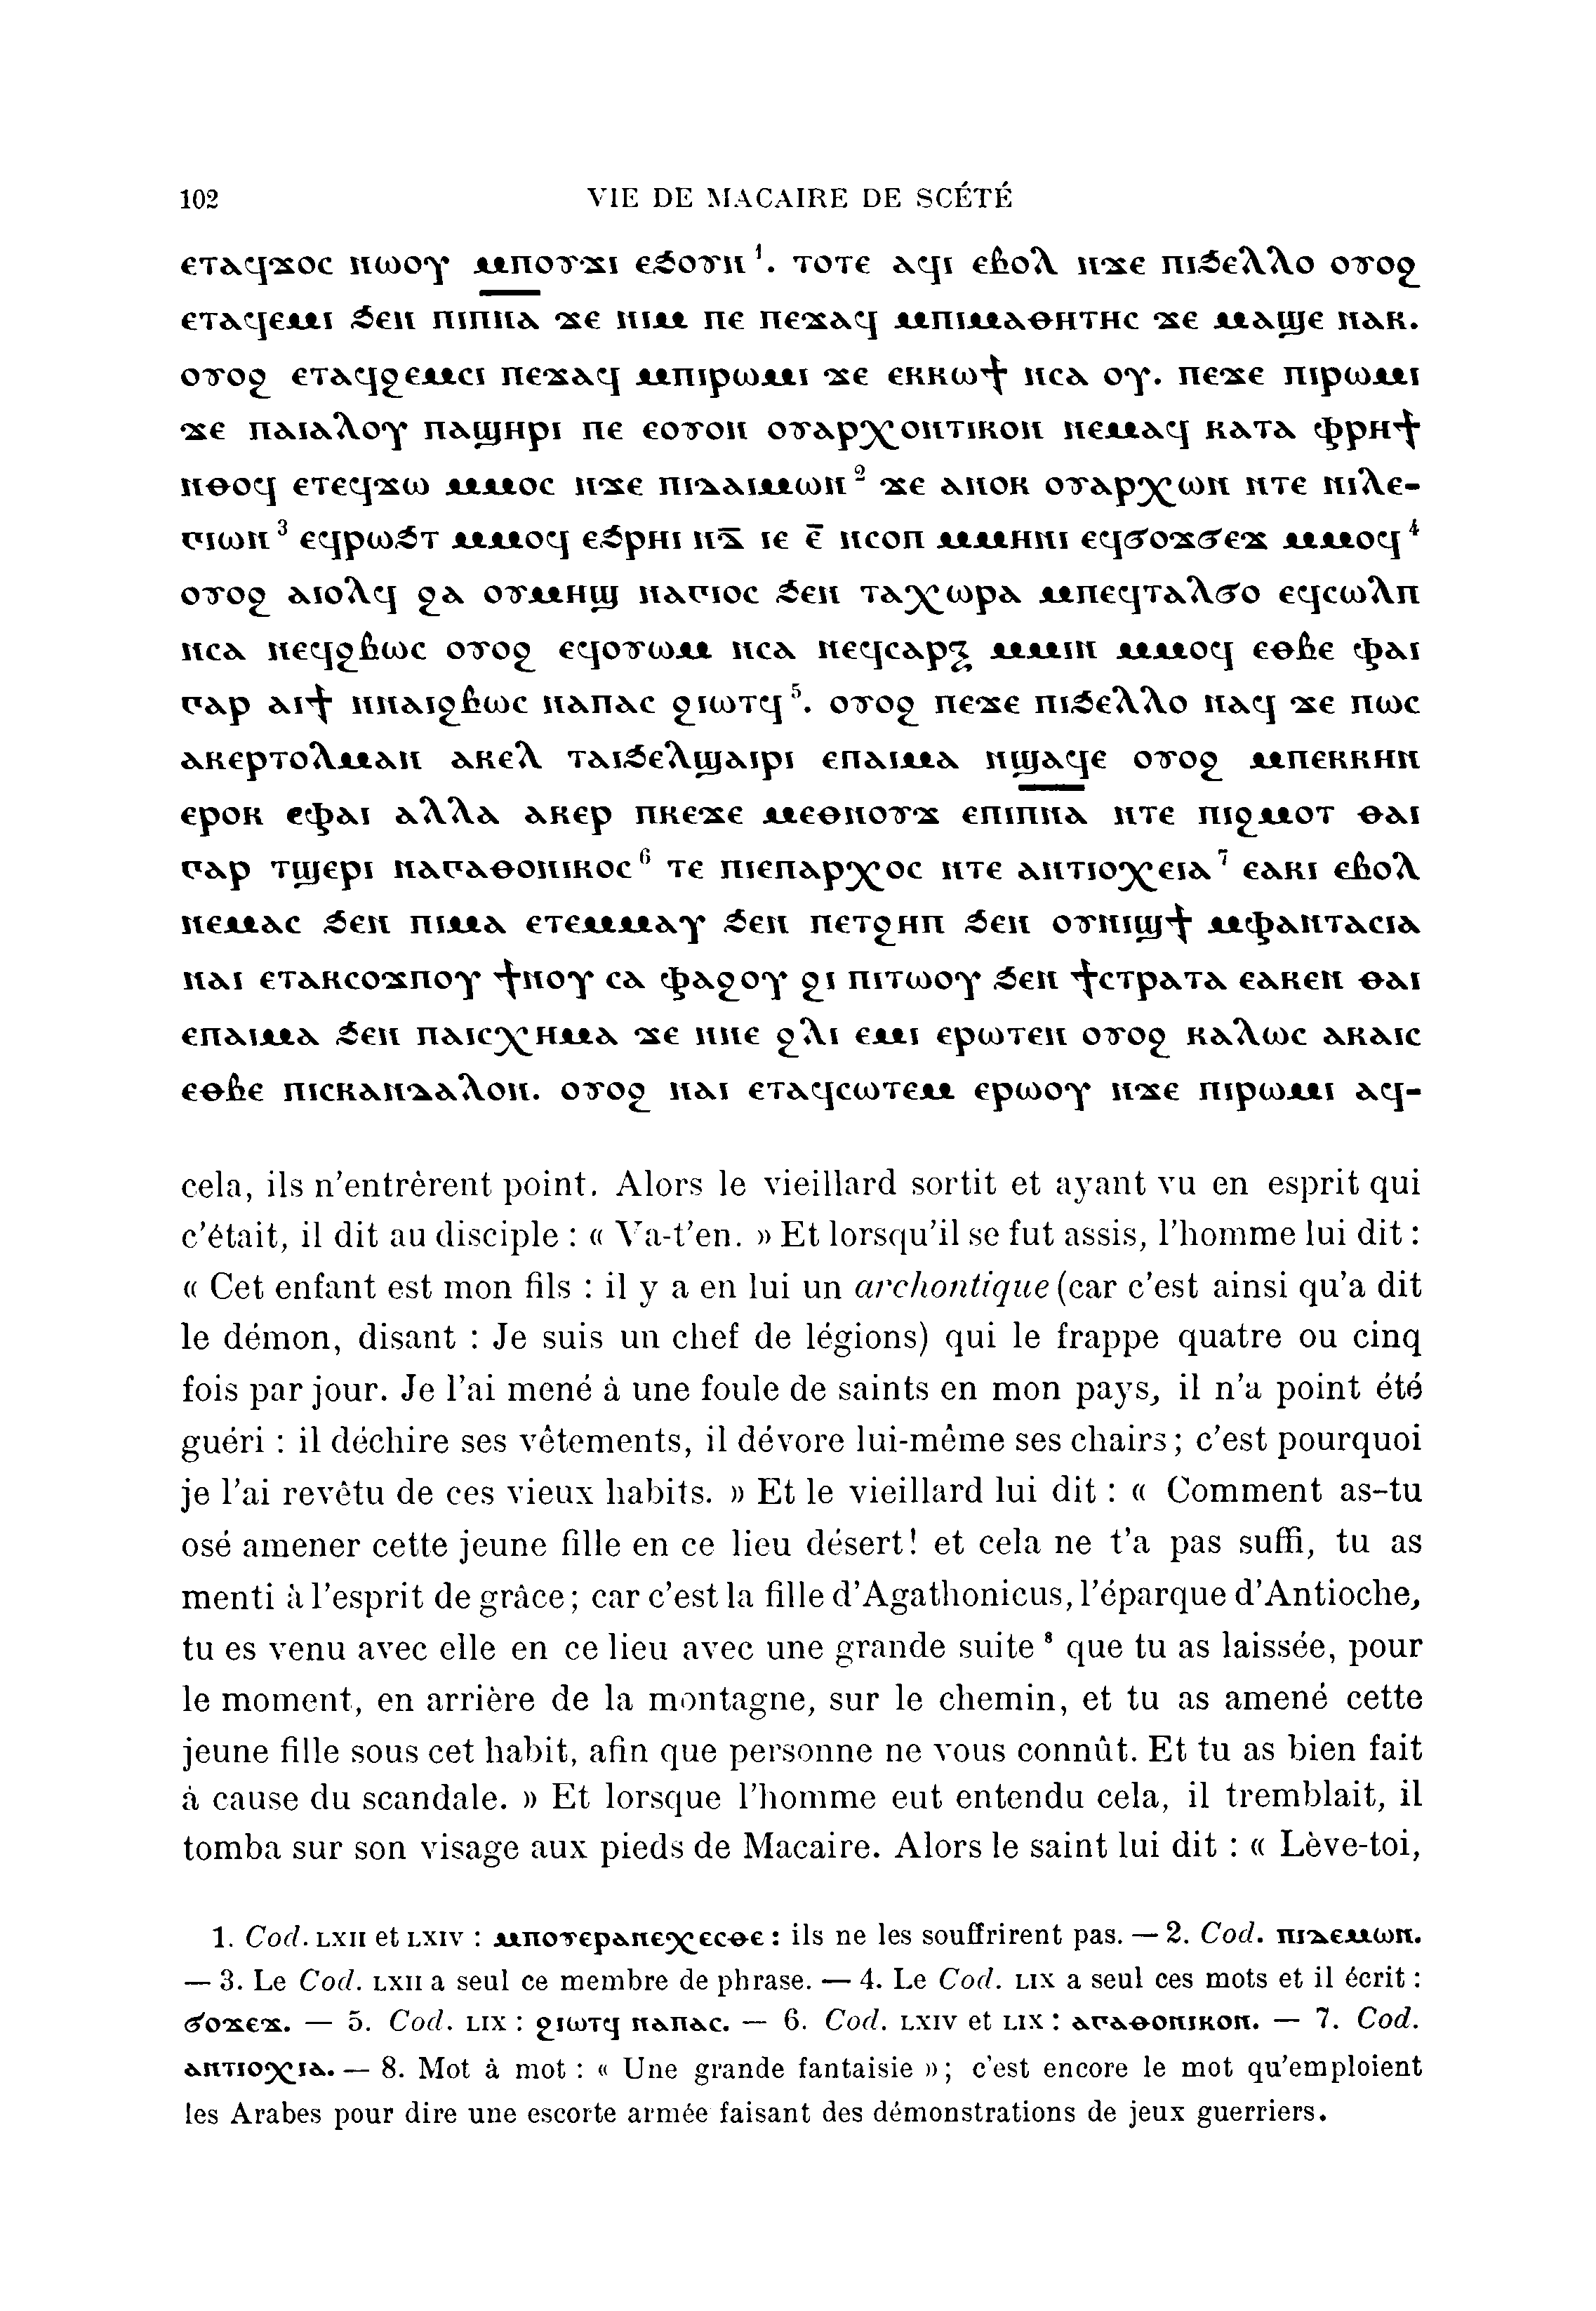 102 VIE DE MACAIRE DE SCÉTÉ
ⲉⲧⲁϥϫⲟⲥ ⲛⲱⲟⲩ ⲙⲡⲟⲩϫⲓ ⲉϧⲟⲩⲛ¹. ⲧⲟⲧⲉ ⲁϥⲓ ⲉⲃⲟⲗ ⲛϫⲉ ⲡⲓϧⲉⲗⲗⲟ ⲟⲩⲟϩ
ⲉⲧⲁϥⲉⲙⲓ ϧⲉⲛ ⲡⲓⲡ̅ⲛ̅ⲁ̅ ϫⲉ ⲛⲓⲙ ⲡⲉ ⲡⲉϫⲁϥ ⲙⲡⲓⲙⲁⲑⲏⲧⲏⲥ ϫⲉ ⲙⲁϣⲉ ⲛⲁⲕ.
ⲟⲩⲟϩ ⲉⲧⲁϥϩⲉⲙⲥⲓ ⲡⲉϫⲁϥ ⲙⲡⲓⲣⲱⲙⲓ ϫⲉ ⲉⲕⲕⲱϯ ⲛⲥⲁ ⲟⲩ. ⲡⲉϫⲉ ⲡⲓⲣⲱⲙⲓ
ϫⲉ ⲡⲁⲓⲁⲗⲟⲩ ⲡⲁϣⲏⲣⲓ ⲡⲉ ⲉⲟⲩⲟⲛ ⲟⲩⲁⲣⲭⲟⲛⲧⲓⲕⲟⲛ ⲛⲉⲙⲁϥ ⲕⲁⲧⲁ ⲫⲣⲏϯ
ⲛⲑⲟϥ ⲉⲧⲉϥϫⲱ ⲙⲙⲟⲥ ⲛϫⲉ ⲡⲓⲇⲁⲓⲙⲱⲛ² ϫⲉ ⲁⲛⲟⲕ ⲟⲩⲁⲣⲭⲱⲛ ⲛⲧⲉ ⲛⲓⲗⲉ-
ⲅⲓⲱⲛ³ ⲉϥⲣⲱϧⲧ ⲙⲙⲟϥ ⲉϧⲣⲏⲓ ⲛⲇ̅ ⲓⲉ ⲉ̅ ⲛⲥⲟⲡ ⲙⲙⲏⲛⲓ ⲉϥϭⲟϫϭⲉϫ ⲙⲙⲟϥ⁴
ⲟⲩⲟϩ ⲁⲓⲟⲗϥ ϩⲁ ⲟⲩⲙⲏϣ ⲛⲁⲅⲓⲟⲥ ϧⲉⲛ ⲧⲁⲭⲱⲣⲁ ⲙⲡⲉϥⲧⲁⲗϭⲟ ⲉϥⲥⲱⲗⲡ
ⲛⲥⲁ ⲛⲉϥϩⲃⲱⲥ ⲟⲩⲟϩ ⲉϥⲟⲩⲱⲙ ⲛⲥⲁ ⲛⲉϥⲥⲁⲣⲝ ⲙⲙⲓⲛ ⲙⲙⲟϥ ⲉⲑⲃⲉ ⲫⲁⲓ
ⲅⲁⲣ ⲁⲓϯ ⲛⲛⲁⲓϩⲃⲱⲥ ⲛⲁⲡⲁⲥ ϩⲓⲱⲧϥ⁵. ⲟⲩⲟϩ ⲡⲉϫⲉ ⲡⲓϧⲉⲗⲗⲟ ⲛⲁϥ ϫⲉ ⲡⲱⲥ
ⲁⲕⲉⲣⲧⲟⲗⲙⲁⲛ ⲁⲕⲉⲗ ⲧⲁⲓϧⲉⲗϣⲁⲓⲣⲓ ⲉⲡⲁⲓⲙⲁ ⲛϣⲁϥⲉ ⲟⲩⲟϩ ⲙⲡⲉⲕⲕⲏⲛ
ⲉⲣⲟⲕ ⲉⲫⲁⲓ ⲁⲗⲗⲁ ⲁⲕⲉⲣ ⲡⲕⲉϫⲉ ⲙⲉⲑⲛⲟⲩϫ ⲉⲡⲓⲡ̅ⲛ̅ⲁ̅ ⲛⲧⲉ ⲡⲓϩⲙⲟⲧ ⲑⲁⲓ
ⲅⲁⲣ ⲧϣⲉⲣⲓ ⲛⲁⲅⲁⲑⲟⲛⲓⲕⲟⲥ⁶ ⲧⲉ ⲡⲓⲉⲡⲁⲣⲭⲟⲥ ⲛⲧⲉ ⲁⲛⲧⲓⲟⲭⲉⲓⲁ⁷ ⲉⲁⲕⲓ ⲉⲃⲟⲗ
ⲛⲉⲙⲁⲥ ϧⲉⲛ ⲡⲓⲙⲁ ⲉⲧⲉⲙⲙⲁⲩ ϧⲉⲛ ⲡⲉⲧϩⲏⲡ ϧⲉⲛ ⲟⲩⲛⲓϣϯ ⲙⲫⲁⲛⲧⲁⲥⲓⲁ
ⲛⲁⲓ ⲉⲧⲁⲕⲥⲟϫⲡⲟⲩ ϯⲛⲟⲩ ⲥⲁ ⲫⲁϩⲟⲩ ϩⲓ ⲡⲓⲧⲱⲟⲩ ϧⲉⲛ ϯⲥⲧⲣⲁⲧⲁ ⲉⲁⲕⲉⲛ ⲑⲁⲓ
ⲉⲡⲁⲓⲙⲁ ϧⲉⲛ ⲡⲁⲓⲥⲭⲏⲙⲁ ϫⲉ ⲛⲛⲉ ϩⲗⲓ ⲉⲙⲓ ⲉⲣⲱⲧⲉⲛ ⲟⲩⲟϩ ⲕⲁⲗⲱⲥ ⲁⲕⲁⲓⲥ
ⲉⲑⲃⲉ ⲡⲓⲥⲕⲁⲛⲇⲁⲗⲟⲛ. ⲟⲩⲟϩ ⲛⲁⲓ ⲉⲧⲁϥⲥⲱⲧⲉⲙ ⲉⲣⲱⲟⲩ ⲛϫⲉ ⲡⲓⲣⲱⲙⲓ ⲁϥ-
cela, ils n'entrèrent point. Alors le vieillard sortit et ayant vu en esprit qui
c'était, il dit au disciple : « Va-t'en. » Et lorsqu'il se fut assis, l'homme lui dit :
« Cet enfant est mon fils : il y a en lui un archontique (car c'est ainsi qu'a dit
le démon, disant : Je suis un chef de légions) qui le frappe quatre ou cinq
fois par jour. Je l'ai mené à une foule de saints en mon pays, il n'a point été
guéri : il déchire ses vêtements, il dévore lui-même ses chairs ; c'est pourquoi
je l'ai revêtu de ces vieux habits. » Et le vieillard lui dit : « Comment as-tu
osé amener cette jeune fille en ce lieu désert! et cela ne t'a pas suffi, tu as
menti à l'esprit de grâce ; car c'est la fille d'Agathonicus, l'éparque d'Antioche,
tu es venu avec elle en ce lieu avec une grande suite ⁸ que tu as laissée, pour
le moment, en arrière de la montagne, sur le chemin, et tu as amené cette
jeune fille sous cet habit, afin que personne ne vous connût. Et tu as bien fait
à cause du scandale. » Et lorsque l'homme eut entendu cela, il tremblait, il
tomba sur son visage aux pieds de Macaire. Alors le saint lui dit : « Lève-toi,
1. Cod. LXII et LXIV : ⲙⲡⲟⲩⲉⲣⲁⲛⲉⲭⲉⲥⲑⲉ : ils ne les souffrirent pas. — 2. Cod. ⲡⲓⲇⲉⲙⲱⲛ.
— 3. Le Cod. LXII a seul ce membre de phrase. — 4. Le Cod. LIX a seul ces mots et il écrit :
ϭⲟϫⲉϫ. — 5. Cod. LIX : ϩⲓⲱⲧϥ ⲛⲁⲡⲁⲥ. — 6. Cod. LXIV et LIX : ⲁⲅⲁⲑⲟⲛⲓⲕⲟⲛ. — 7. Cod.
ⲁⲛⲧⲓⲟⲭⲓⲁ. — 8. Mot à mot : « Une grande fantaisie » ; c'est encore le mot qu'emploient
les Arabes pour dire une escorte armée faisant des démonstrations de jeux guerriers.